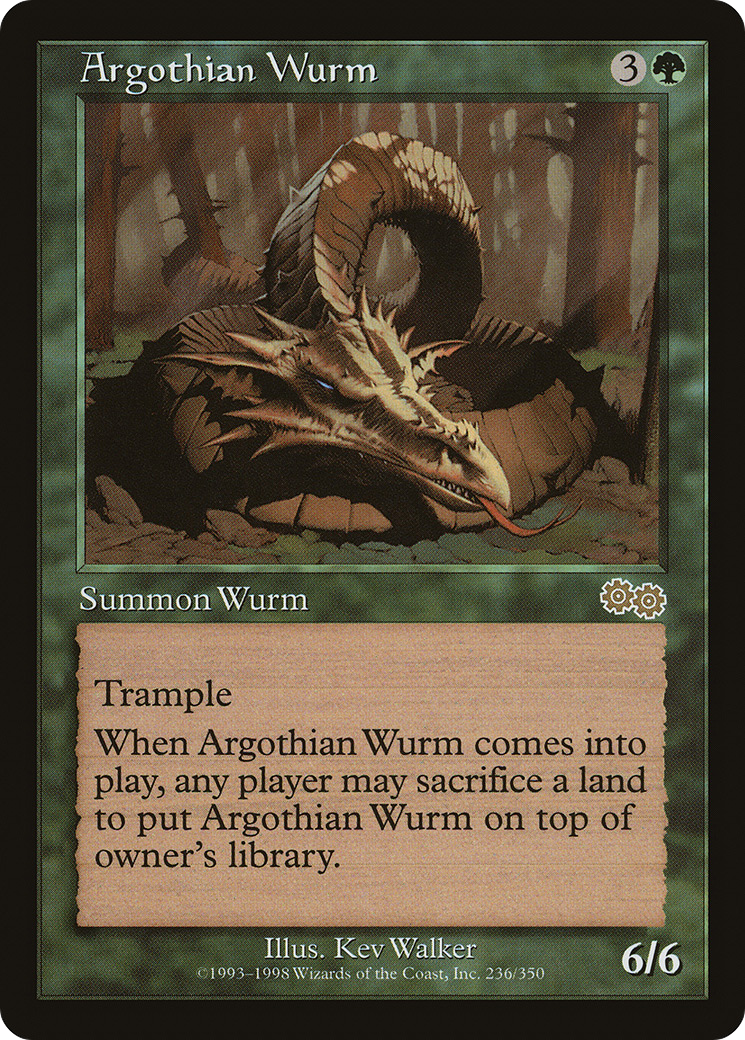 Argothian Wurm
3
Summon Wurm
Trample
When Argothian Wurm comes into
play, any player may sacrifice a land
to put Argothian Wurm on top of
owner's library.
Illus. Kev Walker
©1993–1998 Wizards of the Coast, Inc. 236/350
6/6